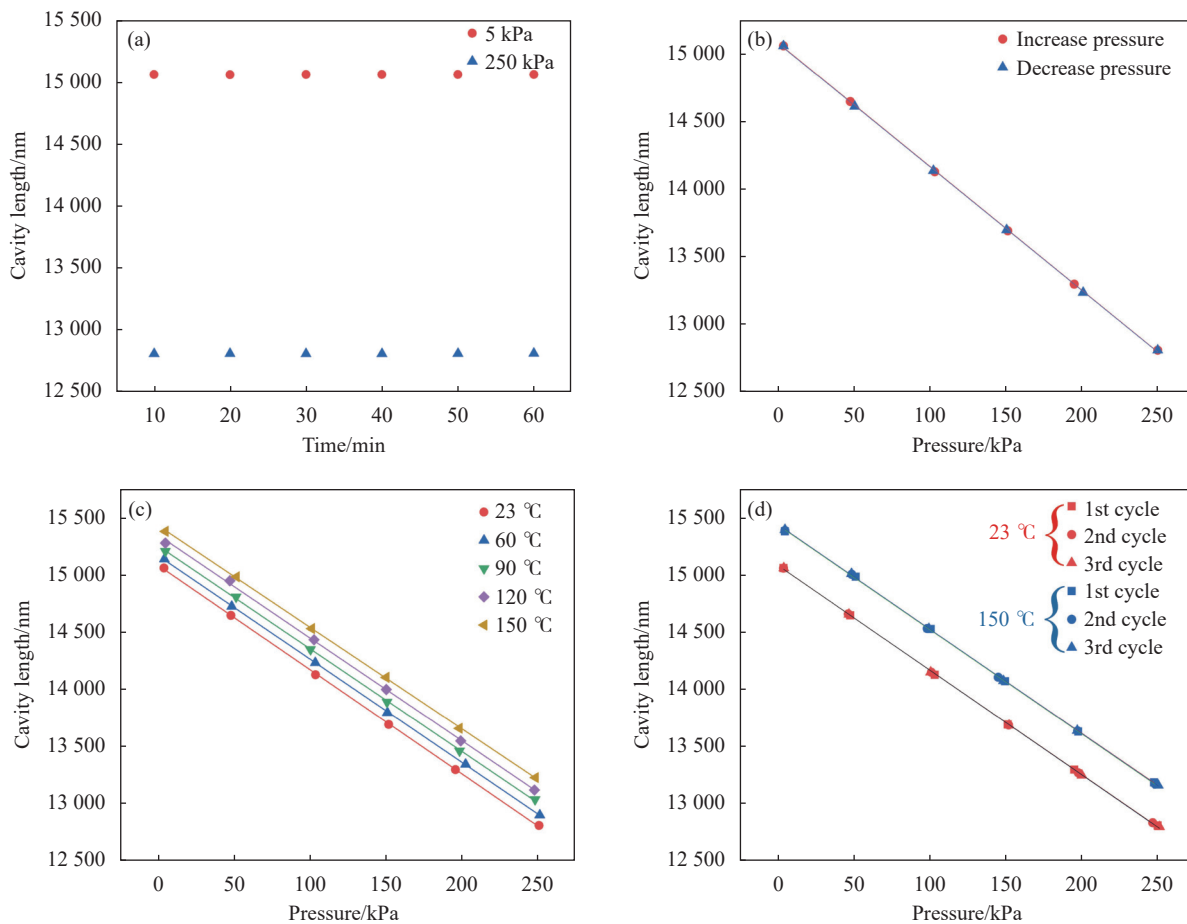 (a)
5 kPa
250 kPa
15 500
15 000
14 500
14 000
13 500
13 000
12 500
Cavity length/nm
10 20 30 40 50 60
Time/min
(b)
Increase pressure
Decrease pressure
15 000
14 500
14 000
13 500
13 000
12 500
Cavity length/nm
0 50 100 150 200 250
Pressure/kPa
(c)
23 ℃
60 ℃
90 ℃
120 ℃
150 ℃
15 500
15 000
14 500
14 000
13 500
13 000
12 500
Cavity length/nm
0 50 100 150 200 250
Pressure/kPa
(d)
23 ℃
1st cycle
2nd cycle
3rd cycle
150 ℃
1st cycle
2nd cycle
3rd cycle
15 500
15 000
14 500
14 000
13 500
13 000
12 500
Cavity length/nm
0 50 100 150 200 250
Pressure/kPa